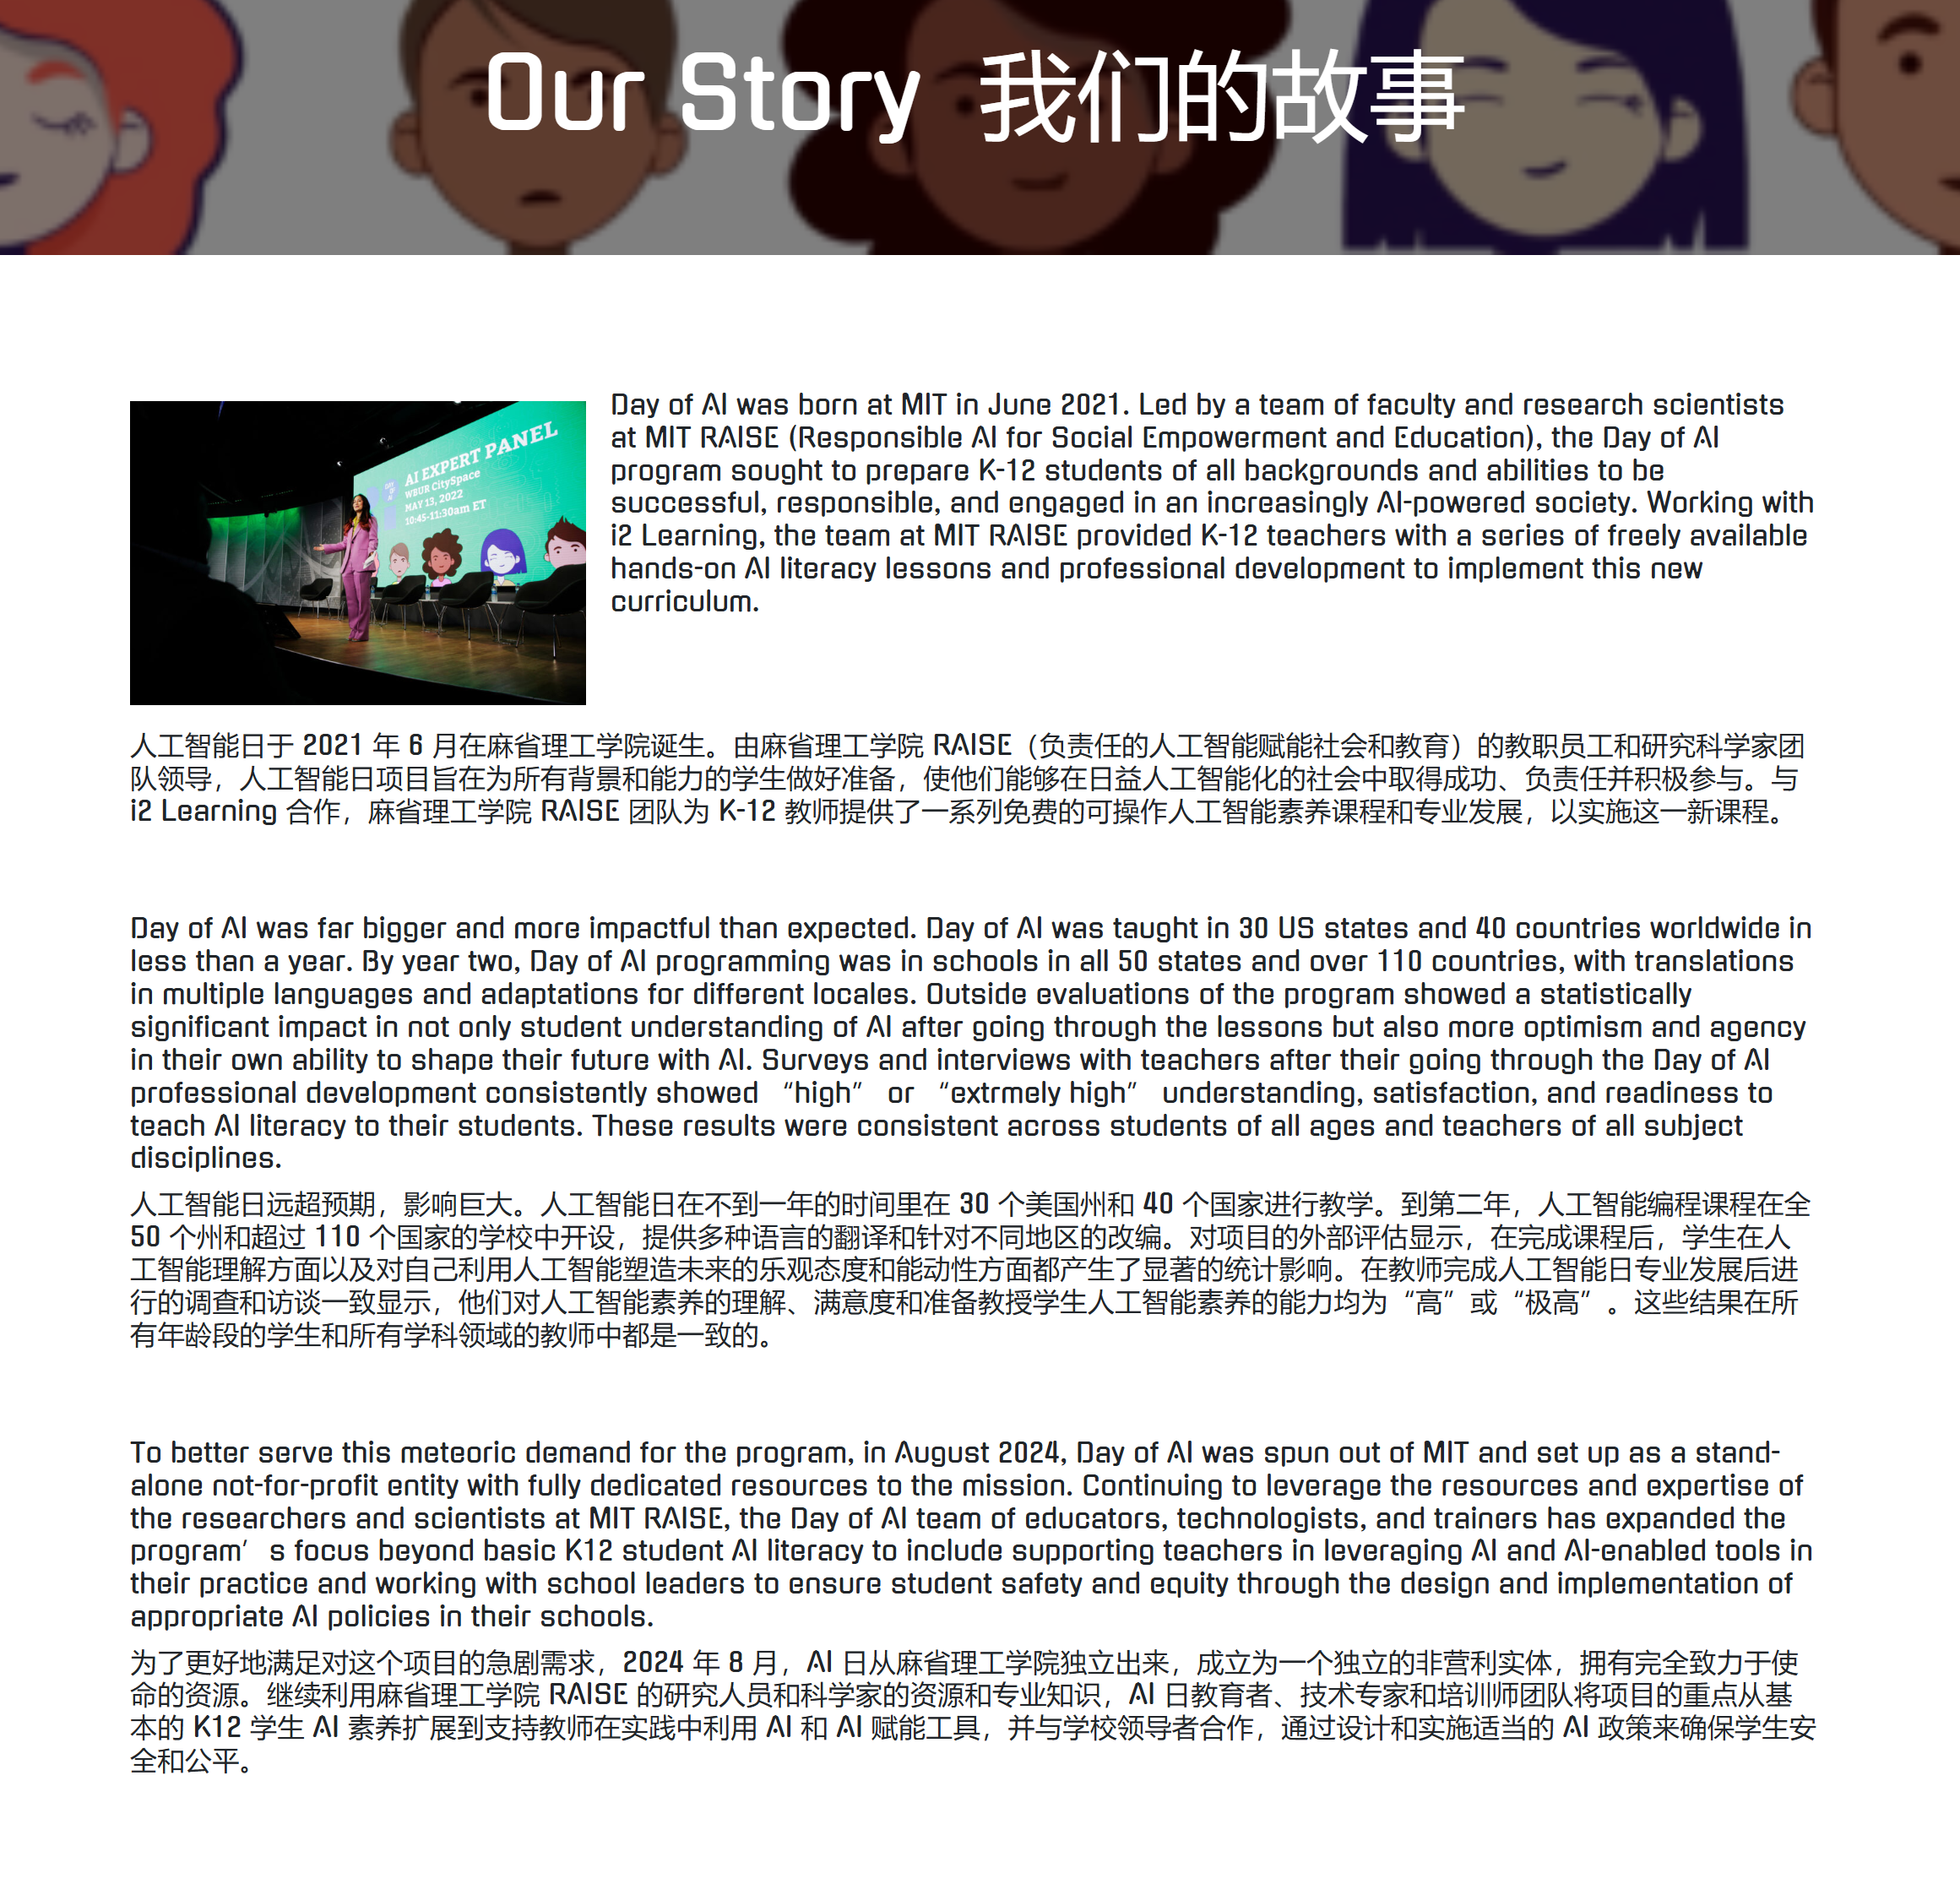 Our Story 我们的故事
AI EXPERT PANEL
WBUR CitySpace
MAY 13, 2022
10:45-11:30am ET
Day of AI was born at MIT in June 2021. Led by a team of faculty and research scientists
at MIT RAISE (Responsible AI for Social Empowerment and Education), the Day of AI
program sought to prepare K-12 students of all backgrounds and abilities to be
successful, responsible, and engaged in an increasingly AI-powered society. Working with
i2 Learning, the team at MIT RAISE provided K-12 teachers with a series of freely available
hands-on AI literacy lessons and professional development to implement this new
curriculum.
人工智能日于 2021 年 6 月在麻省理工学院诞生。由麻省理工学院 RAISE（负责任的人工智能赋能社会和教育）的教职员工和研究科学家团
队领导，人工智能日项目旨在为所有背景和能力的学生做好准备，使他们能够在日益人工智能化的社会中取得成功、负责任并积极参与。与
i2 Learning 合作，麻省理工学院 RAISE 团队为 K-12 教师提供了一系列免费的可操作人工智能素养课程和专业发展，以实施这一新课程。
Day of AI was far bigger and more impactful than expected. Day of AI was taught in 30 US states and 40 countries worldwide in
less than a year. By year two, Day of AI programming was in schools in all 50 states and over 110 countries, with translations
in multiple languages and adaptations for different locales. Outside evaluations of the program showed a statistically
significant impact in not only student understanding of AI after going through the lessons but also more optimism and agency
in their own ability to shape their future with AI. Surveys and interviews with teachers after their going through the Day of AI
professional development consistently showed “high” or “extrmely high” understanding, satisfaction, and readiness to
teach AI literacy to their students. These results were consistent across students of all ages and teachers of all subject
disciplines.
人工智能日远超预期，影响巨大。人工智能日在不到一年的时间里在 30 个美国州和 40 个国家进行教学。到第二年，人工智能编程课程在全
50 个州和超过 110 个国家的学校中开设，提供多种语言的翻译和针对不同地区的改编。对项目的外部评估显示，在完成课程后，学生在人
工智能理解方面以及对自己利用人工智能塑造未来的乐观态度和能动性方面都产生了显著的统计影响。在教师完成人工智能日专业发展后进
行的调查和访谈一致显示，他们对人工智能素养的理解、满意度和准备教授学生人工智能素养的能力均为“高”或“极高”。这些结果在所
有年龄段的学生和所有学科领域的教师中都是一致的。
To better serve this meteoric demand for the program, in August 2024, Day of AI was spun out of MIT and set up as a stand-
alone not-for-profit entity with fully dedicated resources to the mission. Continuing to leverage the resources and expertise of
the researchers and scientists at MIT RAISE, the Day of AI team of educators, technologists, and trainers has expanded the
program’s focus beyond basic K12 student AI literacy to include supporting teachers in leveraging AI and AI-enabled tools in
their practice and working with school leaders to ensure student safety and equity through the design and implementation of
appropriate AI policies in their schools.
为了更好地满足对这个项目的急剧需求，2024 年 8 月，AI 日从麻省理工学院独立出来，成立为一个独立的非营利实体，拥有完全致力于使
命的资源。继续利用麻省理工学院 RAISE 的研究人员和科学家的资源和专业知识，AI 日教育者、技术专家和培训师团队将项目的重点从基
本的 K12 学生 AI 素养扩展到支持教师在实践中利用 AI 和 AI 赋能工具，并与学校领导者合作，通过设计和实施适当的 AI 政策来确保学生安
全和公平。